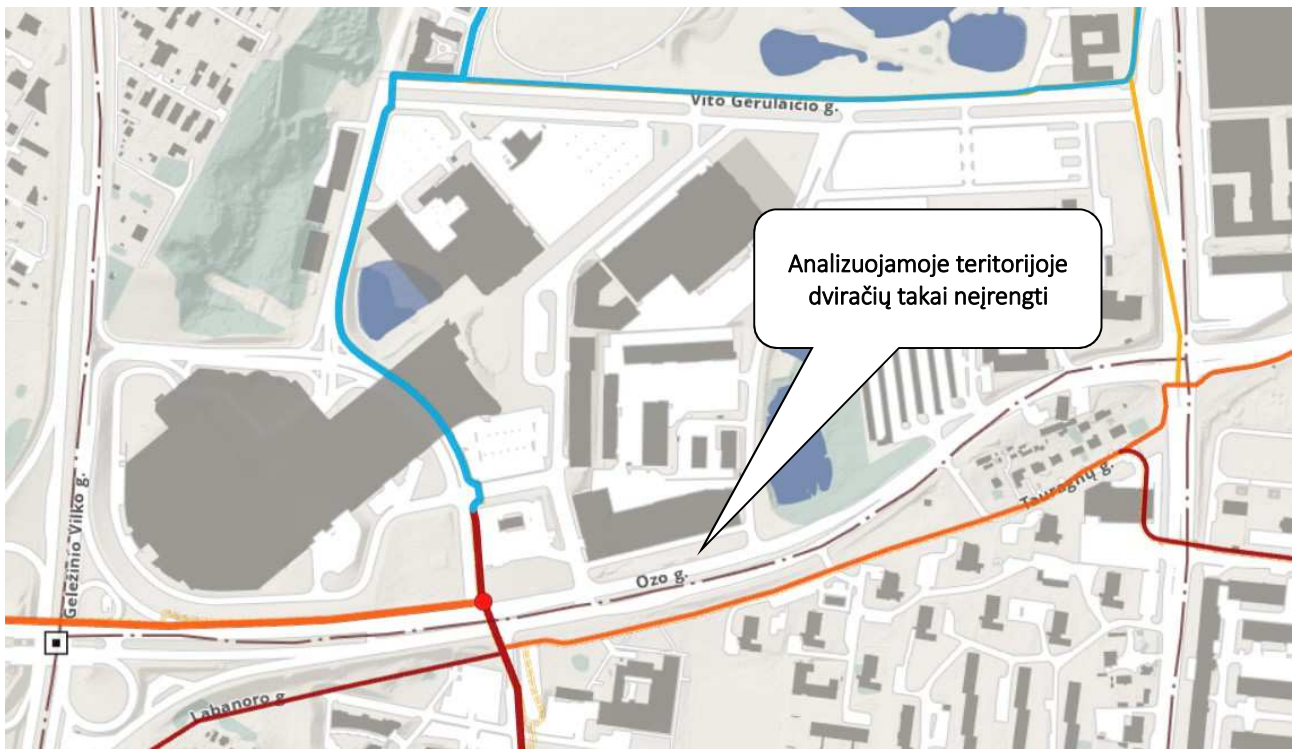 Vito Gerulaičio g.
Analizuojamoje teritorijoje
dviračių takai neįrengti
Geležinio Vilko g.
Tauragnų g.
Ozo g.
Labanoro g.